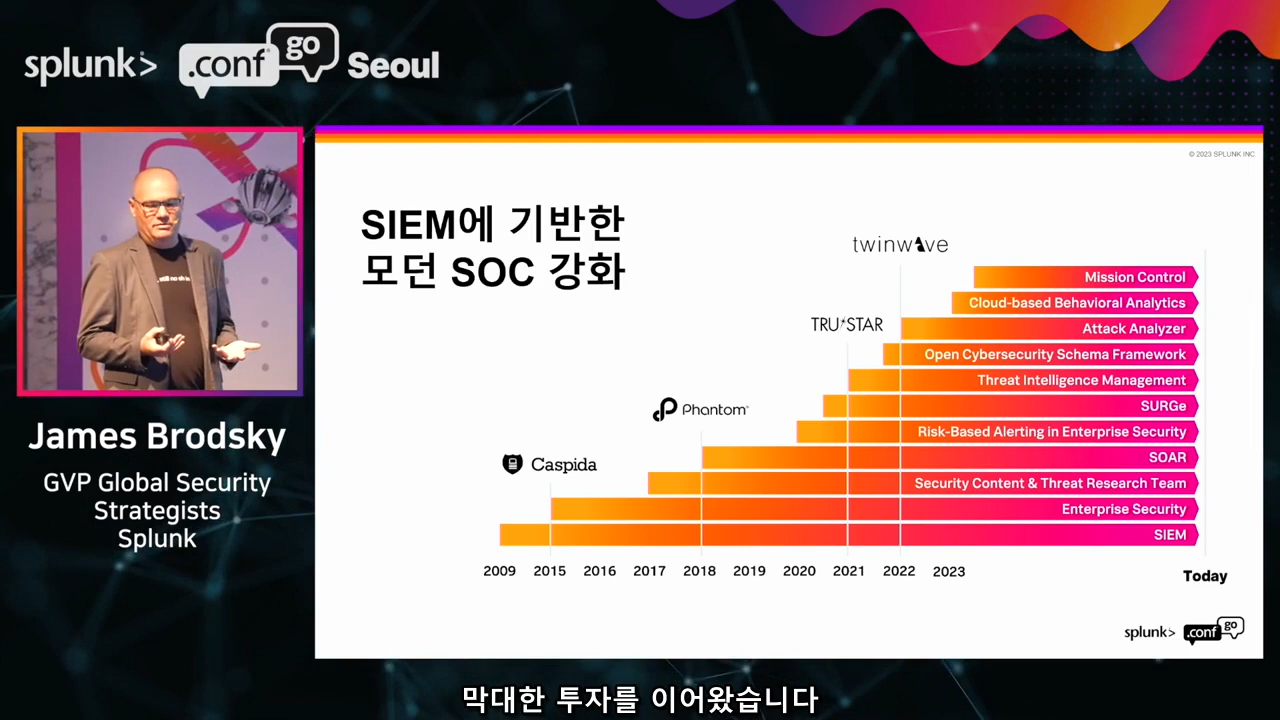 splunk> .conf go Seoul
© 2023 SPLUNK INC.
SIEM에 기반한
모던 SOC 강화
twinwave
Mission Control
Cloud-based Behavioral Analytics
TRUSTAR
Attack Analyzer
Open Cybersecurity Schema Framework
Threat Intelligence Management
Phantom
SURGe
Risk-Based Alerting in Enterprise Security
SOAR
Caspida
Security Content & Threat Research Team
Enterprise Security
SIEM
2009 2015 2016 2017 2018 2019 2020 2021 2022 2023
Today
splunk> .conf go
James Brodsky
GVP Global Security
Strategists
Splunk
막대한 투자를 이어왔습니다